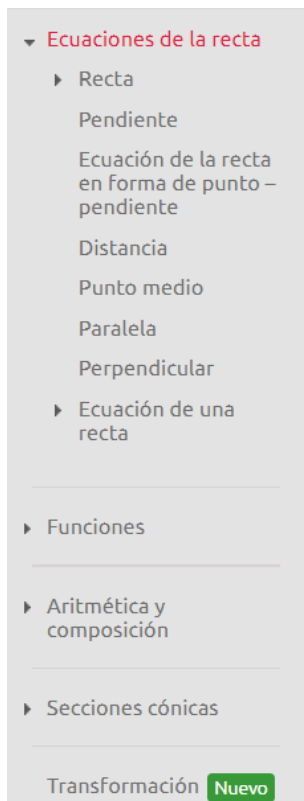 Ecuaciones de la recta
Recta
Pendiente
Ecuación de la recta
en forma de punto –
pendiente
Distancia
Punto medio
Paralela
Perpendicular
Ecuación de una
recta
Funciones
Aritmética y
composición
Secciones cónicas
Transformación Nuevo